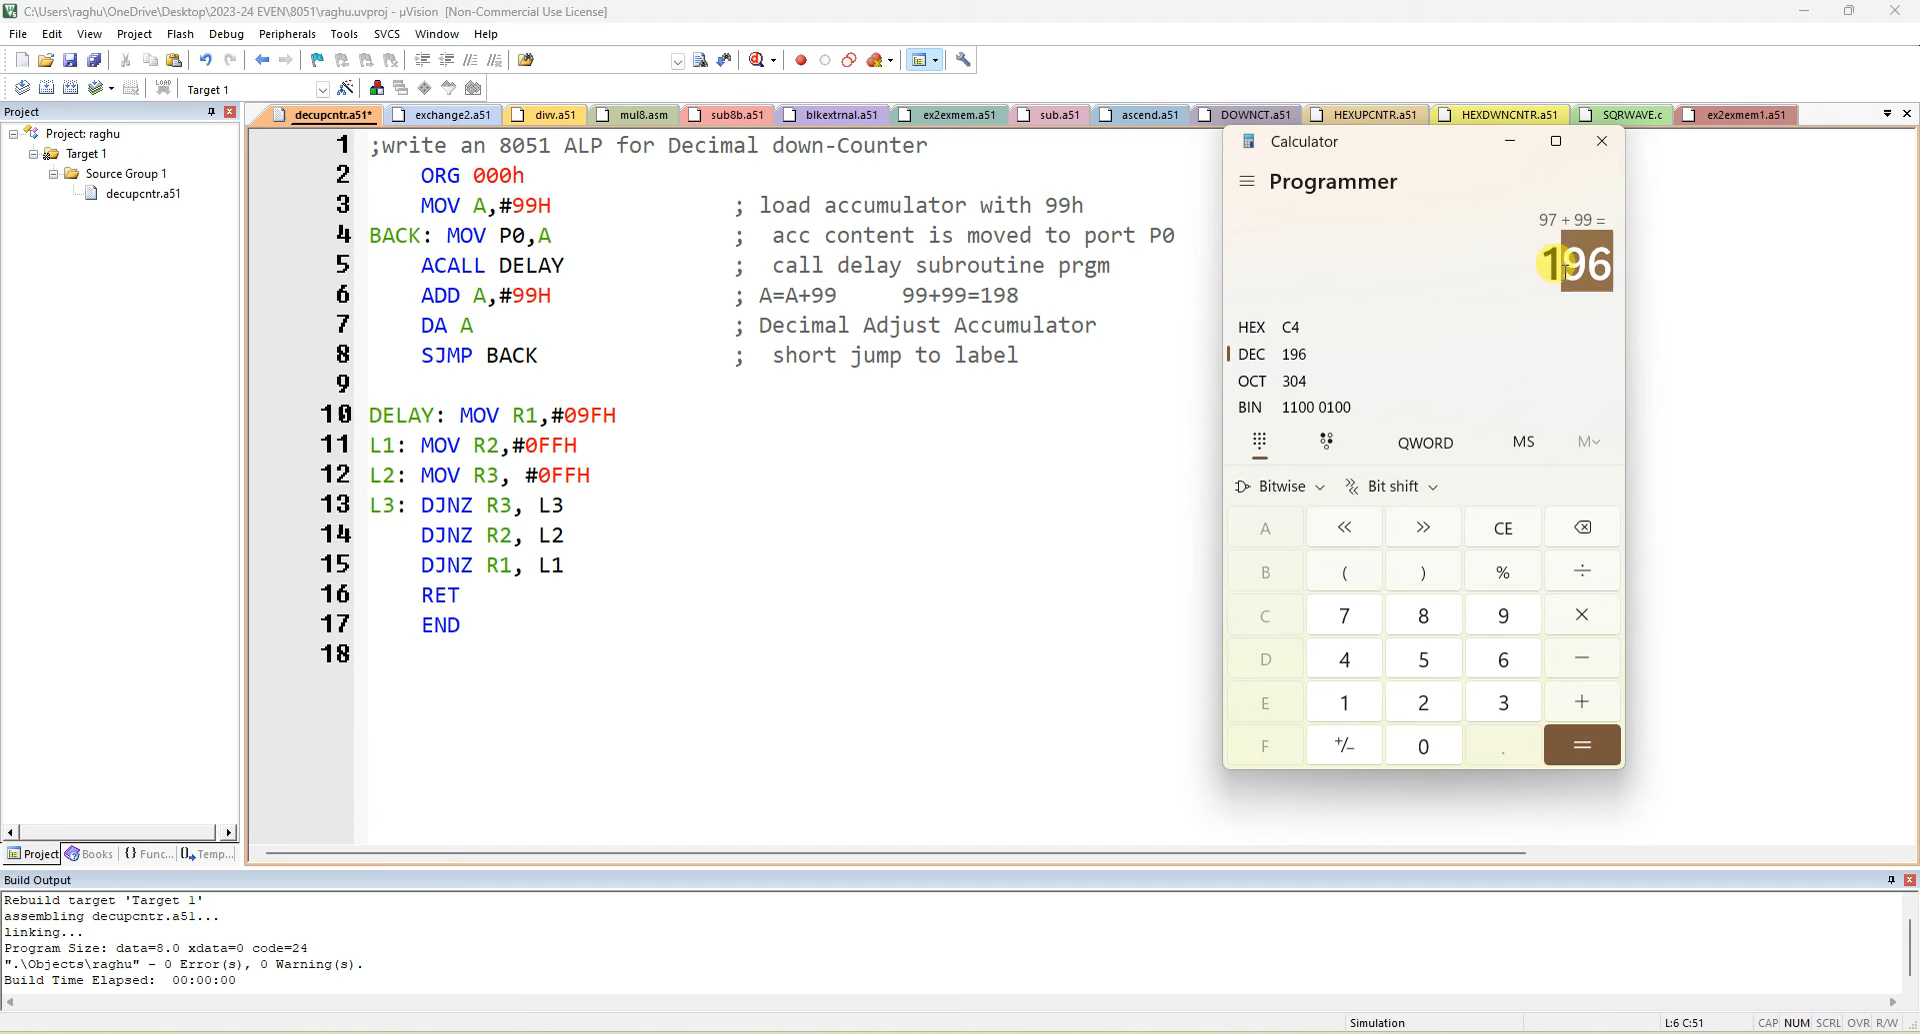 C:\Users\raghu\OneDrive\Desktop\2023-24 EVEN\8051\raghu.uvproj - µVision [Non-Commercial Use License]
File Edit View Project Flash Debug Peripherals Tools SVCS Window Help
LOAD Target 1
Project
Project: raghu
Target 1
Source Group 1
decupcntr.a51
decupcntr.a51* exchange2.a51 divv.a51 mul8.asm sub8b.a51 blkextrnal.a51 ex2exmem.a51 sub.a51 ascend.a51 DOWNCT.a51 HEXUPCNTR.a51 HEXDWNCNTR.a51 SQRWAVE.c ex2exmem1.a51
1 ;write an 8051 ALP for Decimal down-Counter
2 ORG 000h
3 MOV A,#99H ; load accumulator with 99h
4 BACK: MOV P0,A ; acc content is moved to port P0
5 ACALL DELAY ; call delay subroutine prgm
6 ADD A,#99H ; A=A+99 99+99=198
7 DA A ; Decimal Adjust Accumulator
8 SJMP BACK ; short jump to label
9
10 DELAY: MOV R1,#09FH
11 L1: MOV R2,#0FFH
12 L2: MOV R3, #0FFH
13 L3: DJNZ R3, L3
14 DJNZ R2, L2
15 DJNZ R1, L1
16 RET
17 END
18
Calculator
Programmer
97 + 99 =
196
HEX C4
DEC 196
OCT 304
BIN 1100 0100
QWORD MS M
Bitwise Bit shift
A << >> CE
B ( ) % ÷
C 7 8 9 ×
D 4 5 6 −
E 1 2 3 +
F +/− 0 . =
Project Books {} Func... 0 Temp...
Build Output
Rebuild target 'Target 1'
assembling decupcntr.a51...
linking...
Program Size: data=8.0 xdata=0 code=24
".\Objects\raghu" - 0 Error(s), 0 Warning(s).
Build Time Elapsed:  00:00:00
Simulation L:6 C:51 CAP NUM SCRL OVR R/W